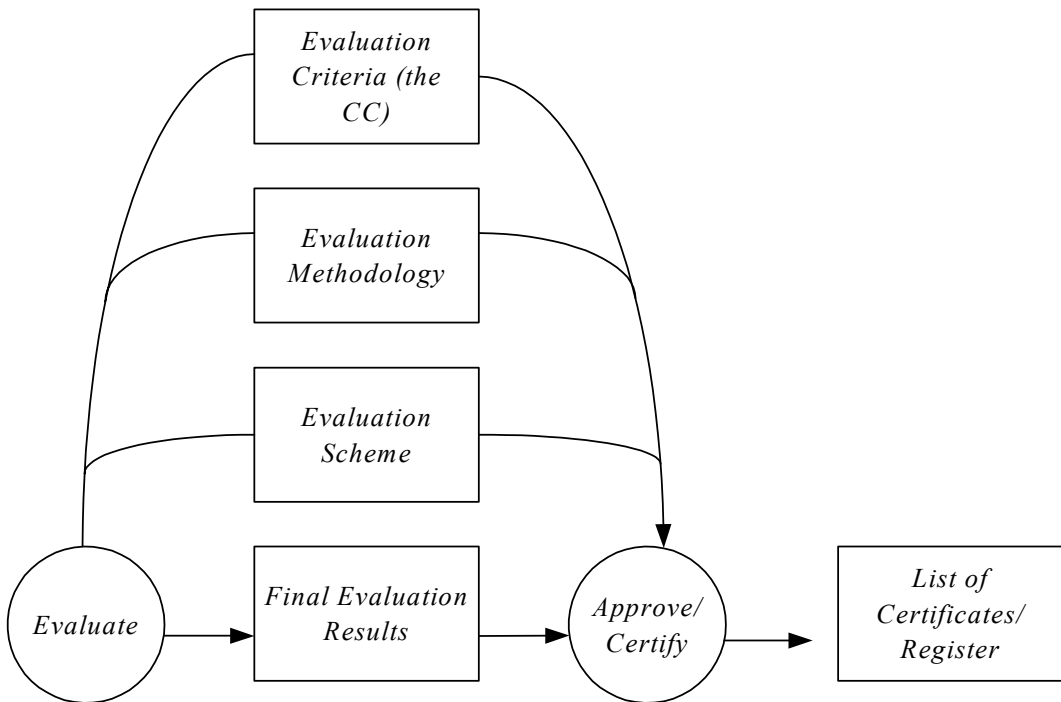 Evaluation
Criteria (the
CC)
Evaluation
Methodology
Evaluation
Scheme
Evaluate
Final Evaluation
Results
Approve/
Certify
List of
Certificates/
Register